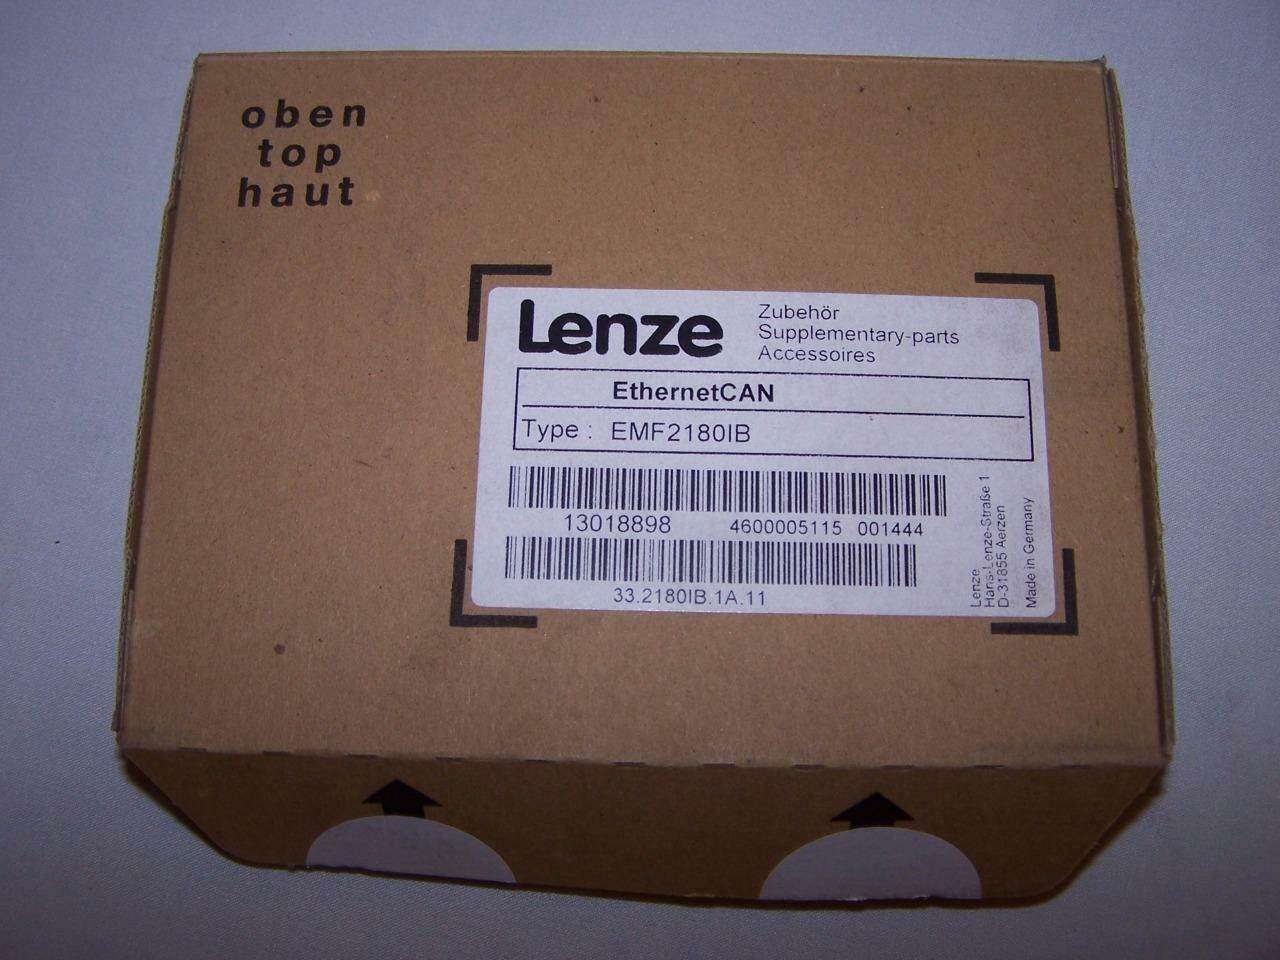 oben
top
haut
Lenze
Zubehör
Supplementary-parts
Accessoires
EthernetCAN
Type : EMF2180IB
13018898 4600005115 001444
33.2180IB.1A.11
Lenze
Hans-Lenze-Straße 1
D-31855 Aerzen
Made in Germany